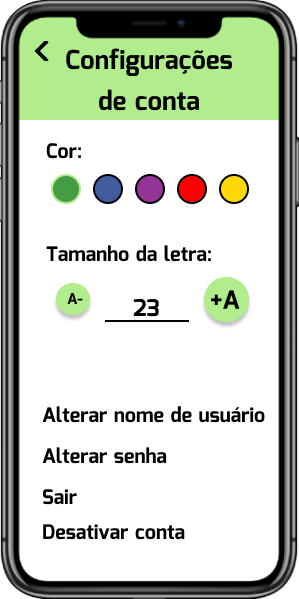 Configurações
de conta
Cor:
Tamanho da letra:
A- 23 +A
Alterar nome de usuário
Alterar senha
Sair
Desativar conta